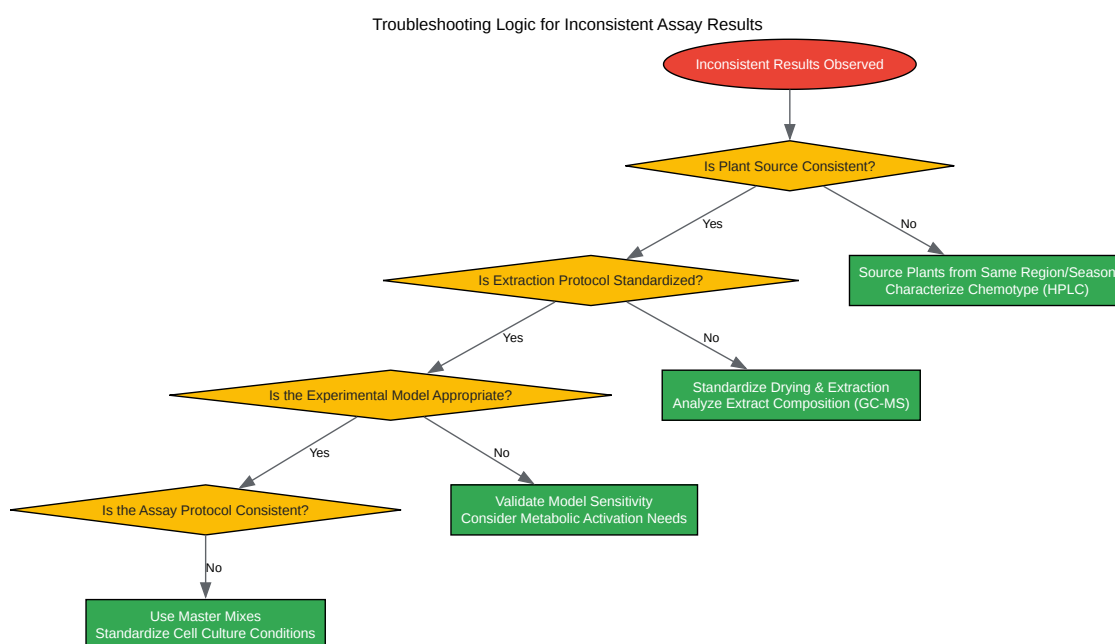 Troubleshooting Logic for Inconsistent Assay Results
Inconsistent Results Observed
Is Plant Source Consistent?
Yes
No
Is Extraction Protocol Standardized?
Source Plants from Same Region/Season
Characterize Chemotype (HPLC)
Yes
No
Is the Experimental Model Appropriate?
Standardize Drying & Extraction
Analyze Extract Composition (GC-MS)
Yes
No
Is the Assay Protocol Consistent?
Validate Model Sensitivity
Consider Metabolic Activation Needs
No
Use Master Mixes
Standardize Cell Culture Conditions